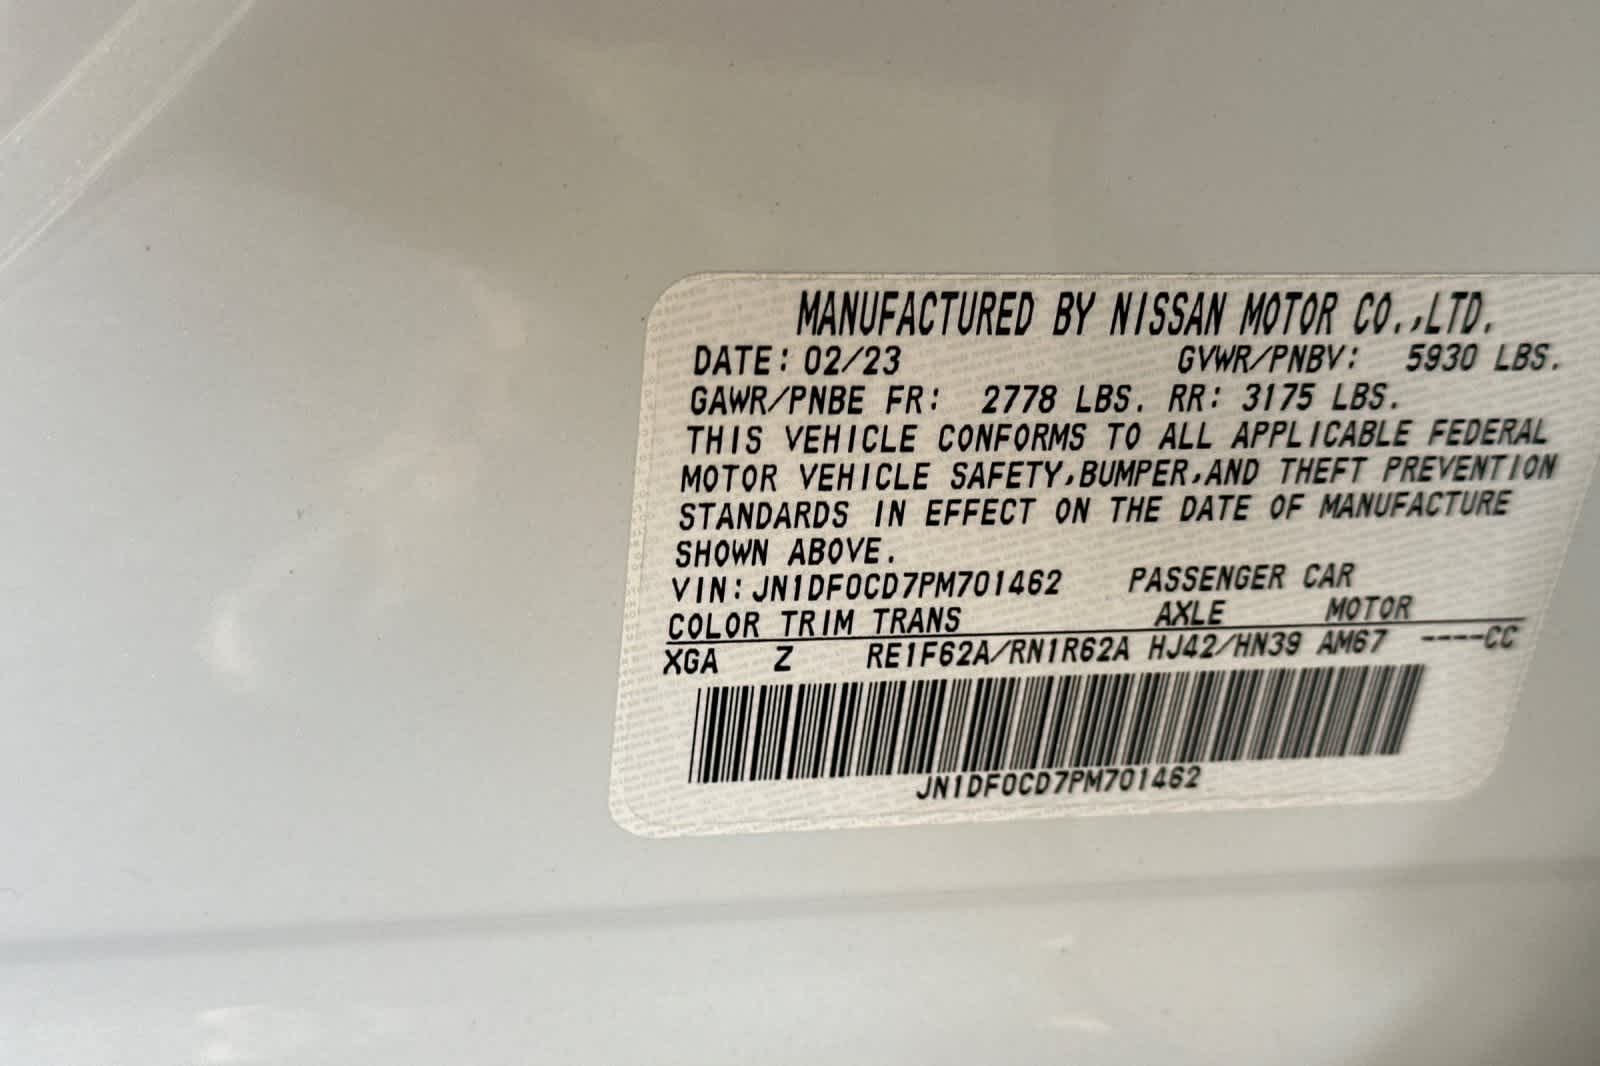 MANUFACTURED BY NISSAN MOTOR CO.,LTD.
DATE: 02/23 GVWR/PNBV: 5930 LBS.
GAWR/PNBE FR: 2778 LBS. RR: 3175 LBS.
THIS VEHICLE CONFORMS TO ALL APPLICABLE FEDERAL
MOTOR VEHICLE SAFETY,BUMPER,AND THEFT PREVENTION
STANDARDS IN EFFECT ON THE DATE OF MANUFACTURE
SHOWN ABOVE.
VIN: JN1DF0CD7PM701462 PASSENGER CAR
COLOR TRIM TRANS AXLE MOTOR
XGA Z RE1F62A/RN1R62A HJ42/HN39 AM67 ----CC
JN1DF0CD7PM701462